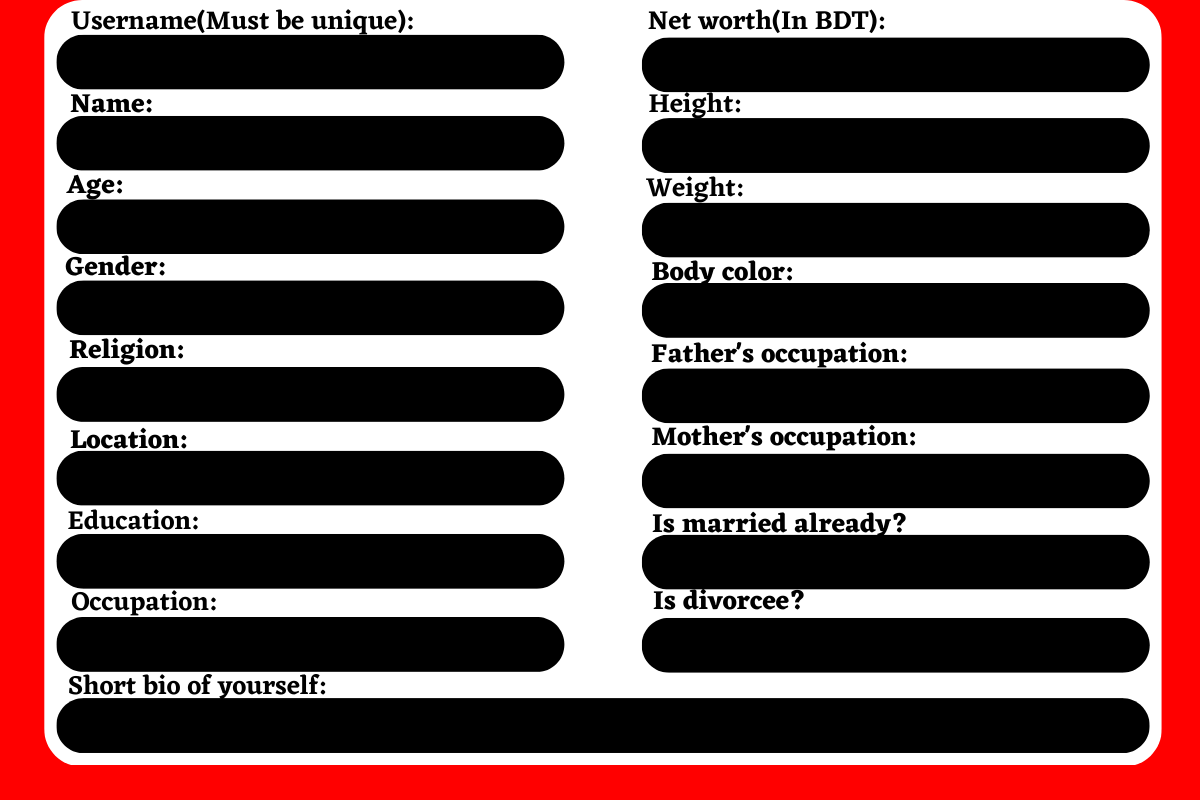 Username(Must be unique):
Name:
Age:
Gender:
Religion:
Location:
Education:
Occupation:
Net worth(In BDT):
Height:
Weight:
Body color:
Father's occupation:
Mother's occupation:
Is married already?
Is divorcee?
Short bio of yourself: